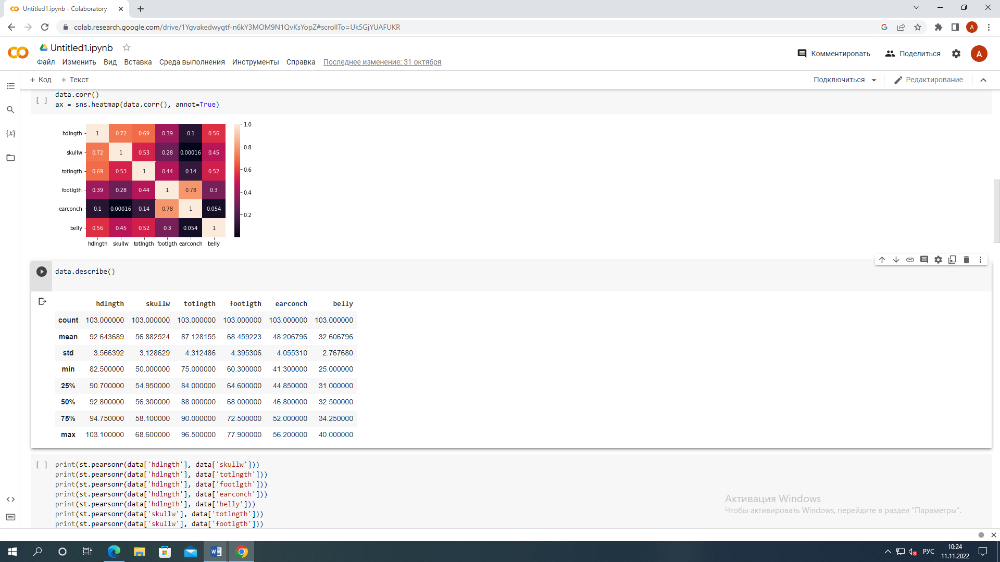 Untitled1.ipynb - Colaboratory
colab.research.google.com/drive/1Ygvakedwygtf-n6kY3MOM9N1QvKsYopZ#scrollTo=Uk5GjYUAFUKR
A
CO
Untitled1.ipynb
Комментировать
Поделиться
A
Файл Изменить Вид Вставка Среда выполнения Инструменты Справка Последнее изменение: 31 октября
+ Код + Текст
Подключиться
Редактирование
[ ]
data.corr()
ax = sns.heatmap(data.corr(), annot=True)
{x}
hdlngth 1 0.72 0.69 0.39 0.1 0.56
skullw 0.72 1 0.53 0.28 0.00016 0.45
totlngth 0.69 0.53 1 0.44 0.14 0.52
footlgth 0.39 0.28 0.44 1 0.78 0.3
earconch 0.1 0.00016 0.14 0.78 1 0.054
belly 0.56 0.45 0.52 0.3 0.054 1
hdlngth skullw totlngth footlgth earconch belly
1.0
0.8
0.6
0.4
0.2
data.describe()
hdlngth skullw totlngth footlgth earconch belly
count 103.000000 103.000000 103.000000 103.000000 103.000000 103.000000
mean 92.643689 56.882524 87.128155 68.459223 48.206796 32.606796
std 3.566392 3.128629 4.312486 4.395306 4.055310 2.767680
min 82.500000 50.000000 75.000000 60.300000 41.300000 25.000000
25% 90.700000 54.950000 84.000000 64.600000 44.850000 31.000000
50% 92.800000 56.300000 88.000000 68.000000 46.800000 32.500000
75% 94.750000 58.100000 90.000000 72.500000 52.000000 34.250000
max 103.100000 68.600000 96.500000 77.900000 56.200000 40.000000
[ ]
print(st.pearsonr(data['hdlngth'], data['skullw']))
print(st.pearsonr(data['hdlngth'], data['totlngth']))
print(st.pearsonr(data['hdlngth'], data['footlgth']))
print(st.pearsonr(data['hdlngth'], data['earconch']))
print(st.pearsonr(data['hdlngth'], data['belly']))
print(st.pearsonr(data['skullw'], data['totlngth']))
print(st.pearsonr(data['skullw'], data['footlgth']))
Активация Windows
Чтобы активировать Windows, перейдите в раздел "Параметры".
РУС
10:24
11.11.2022